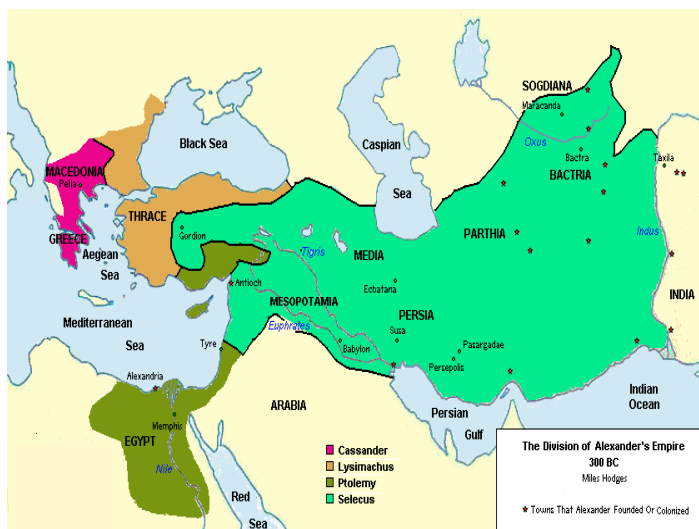 SOGDIANA
Maracanda
Black Sea
Caspian
Sea
Oxus
Bactra
BACTRIA
Taxila
MACEDONIA
Pella
THRACE
GREECE
Aegean
Sea
Gordion
Tigris
MEDIA
PARTHIA
Indus
Antioch
MESOPOTAMIA
Ecbatana
INDIA
Mediterranean
Sea
Euphrates
PERSIA
Susa
Tyre
Babylon
Pasargadae
Persepolis
Alexandria
Memphis
EGYPT
Nile
ARABIA
Persian
Gulf
Indian
Ocean
Red
Sea
Cassander
Lysimachus
Ptolemy
Selecus
The Division of Alexander's Empire
300 BC
Miles Hodges
Towns That Alexander Founded Or Colonized